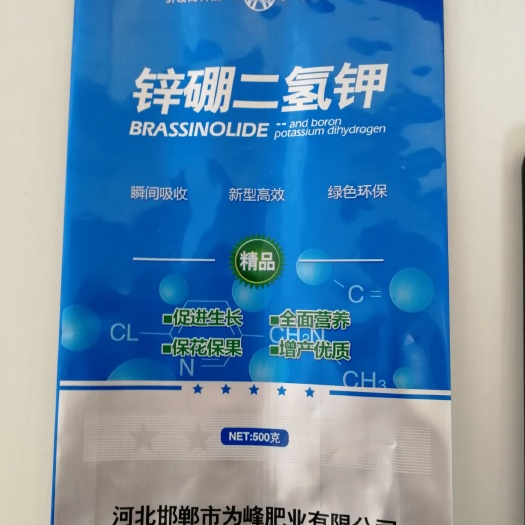 锌硼二氢钾
BRASSINOLIDE -- and boron
potassium dihydrogen
瞬间吸收 新型高效 绿色环保
精品
C =
■促进生长 ■全面营养
CL CH₂N
■保花保果 ■增产优质
N =
CH₃
NET:500克
河北邯郸市为峰肥业有限公司